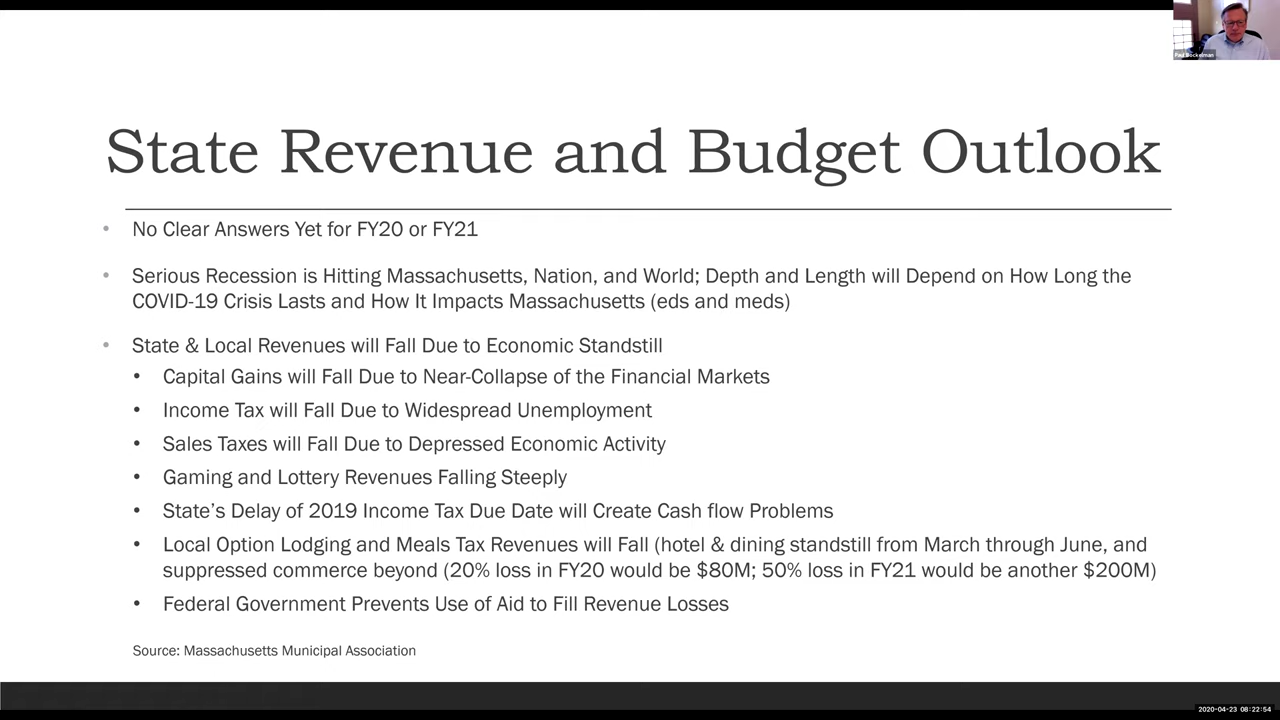 Paul Bockelman
State Revenue and Budget Outlook
• No Clear Answers Yet for FY20 or FY21
• Serious Recession is Hitting Massachusetts, Nation, and World; Depth and Length will Depend on How Long the
COVID-19 Crisis Lasts and How It Impacts Massachusetts (eds and meds)
• State & Local Revenues will Fall Due to Economic Standstill
• Capital Gains will Fall Due to Near-Collapse of the Financial Markets
• Income Tax will Fall Due to Widespread Unemployment
• Sales Taxes will Fall Due to Depressed Economic Activity
• Gaming and Lottery Revenues Falling Steeply
• State’s Delay of 2019 Income Tax Due Date will Create Cash flow Problems
• Local Option Lodging and Meals Tax Revenues will Fall (hotel & dining standstill from March through June, and
suppressed commerce beyond (20% loss in FY20 would be $80M; 50% loss in FY21 would be another $200M)
• Federal Government Prevents Use of Aid to Fill Revenue Losses
Source: Massachusetts Municipal Association
2020-04-23 08:22:54